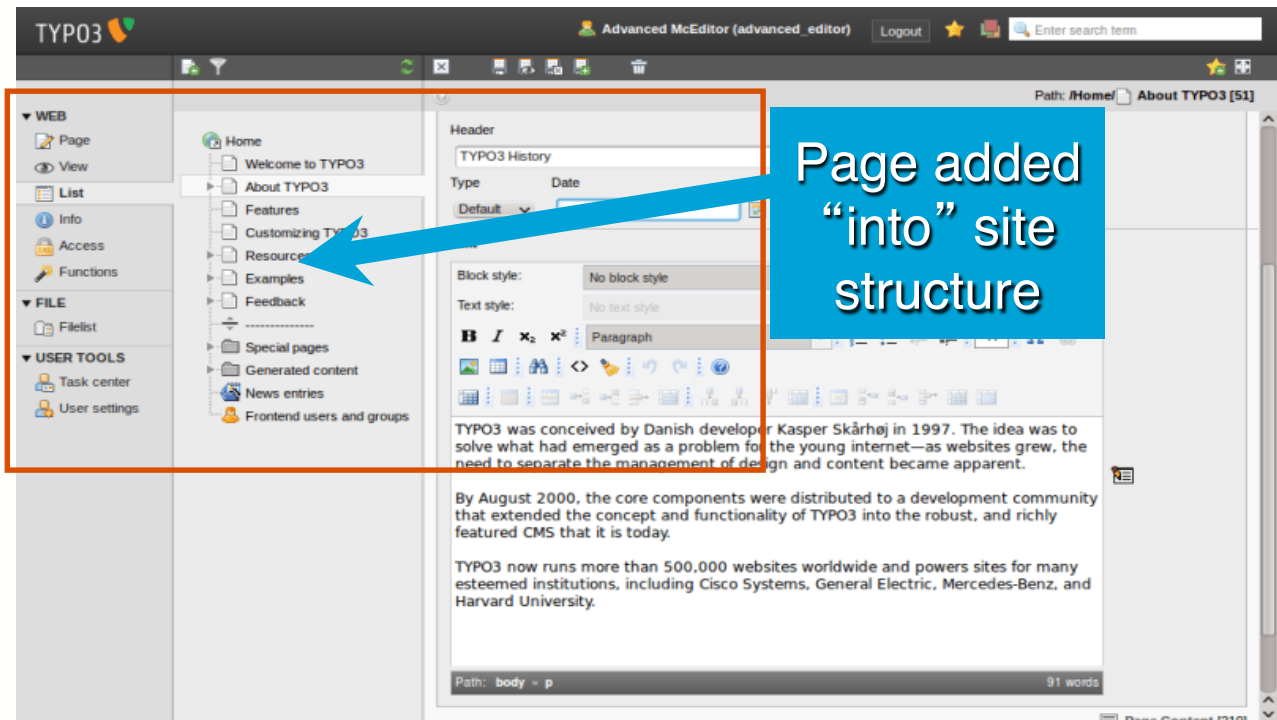 TYPO3
Advanced McEditor (advanced_editor)
Logout
Enter search term
Path: /Home/ About TYPO3 [51]
WEB
Page
View
List
Info
Access
Functions
FILE
Filelist
USER TOOLS
Task center
User settings
Home
Welcome to TYPO3
About TYPO3
Features
Customizing TYPO3
Resources
Examples
Feedback
--------------
Special pages
Generated content
News entries
Frontend users and groups
Header
TYPO3 History
Type Date
Default
Block style: No block style
Text style: No text style
B I x₂ x² Paragraph
Page added
“into” site
structure
TYPO3 was conceived by Danish developer Kasper Skårhøj in 1997. The idea was to
solve what had emerged as a problem for the young internet—as websites grew, the
need to separate the management of design and content became apparent.
By August 2000, the core components were distributed to a development community
that extended the concept and functionality of TYPO3 into the robust, and richly
featured CMS that it is today.
TYPO3 now runs more than 500,000 websites worldwide and powers sites for many
esteemed institutions, including Cisco Systems, General Electric, Mercedes-Benz, and
Harvard University.
Path: body » p
91 words
Page Content [210]